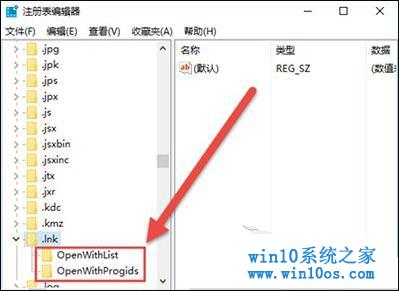 注册表编辑器
文件(F) 编辑(E) 查看(V) 收藏夹(A) 帮助(H)
名称 类型 数据
ab (默认) REG_SZ (数值
.jpg
.jpk
.jps
.jpx
.js
.jsx
.jsxbin
.jsxinc
.jtx
.jxr
.kdc
.kmz
.lnk
OpenWithList
OpenWithProgids
.log
win10系统之家
www.win10os.com